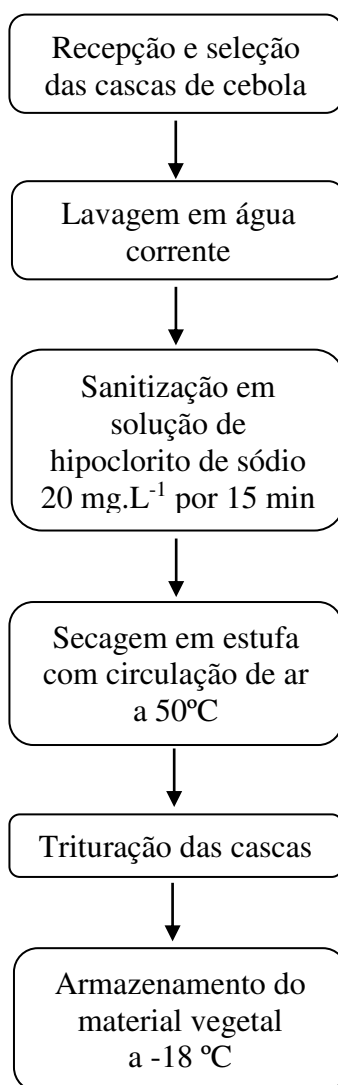 Recepção e seleção
das cascas de cebola
Lavagem em água
corrente
Sanitização em
solução de
hipoclorito de sódio
20 mg.L⁻¹ por 15 min
Secagem em estufa
com circulação de ar
a 50ºC
Trituração das cascas
Armazenamento do
material vegetal
a -18 ºC